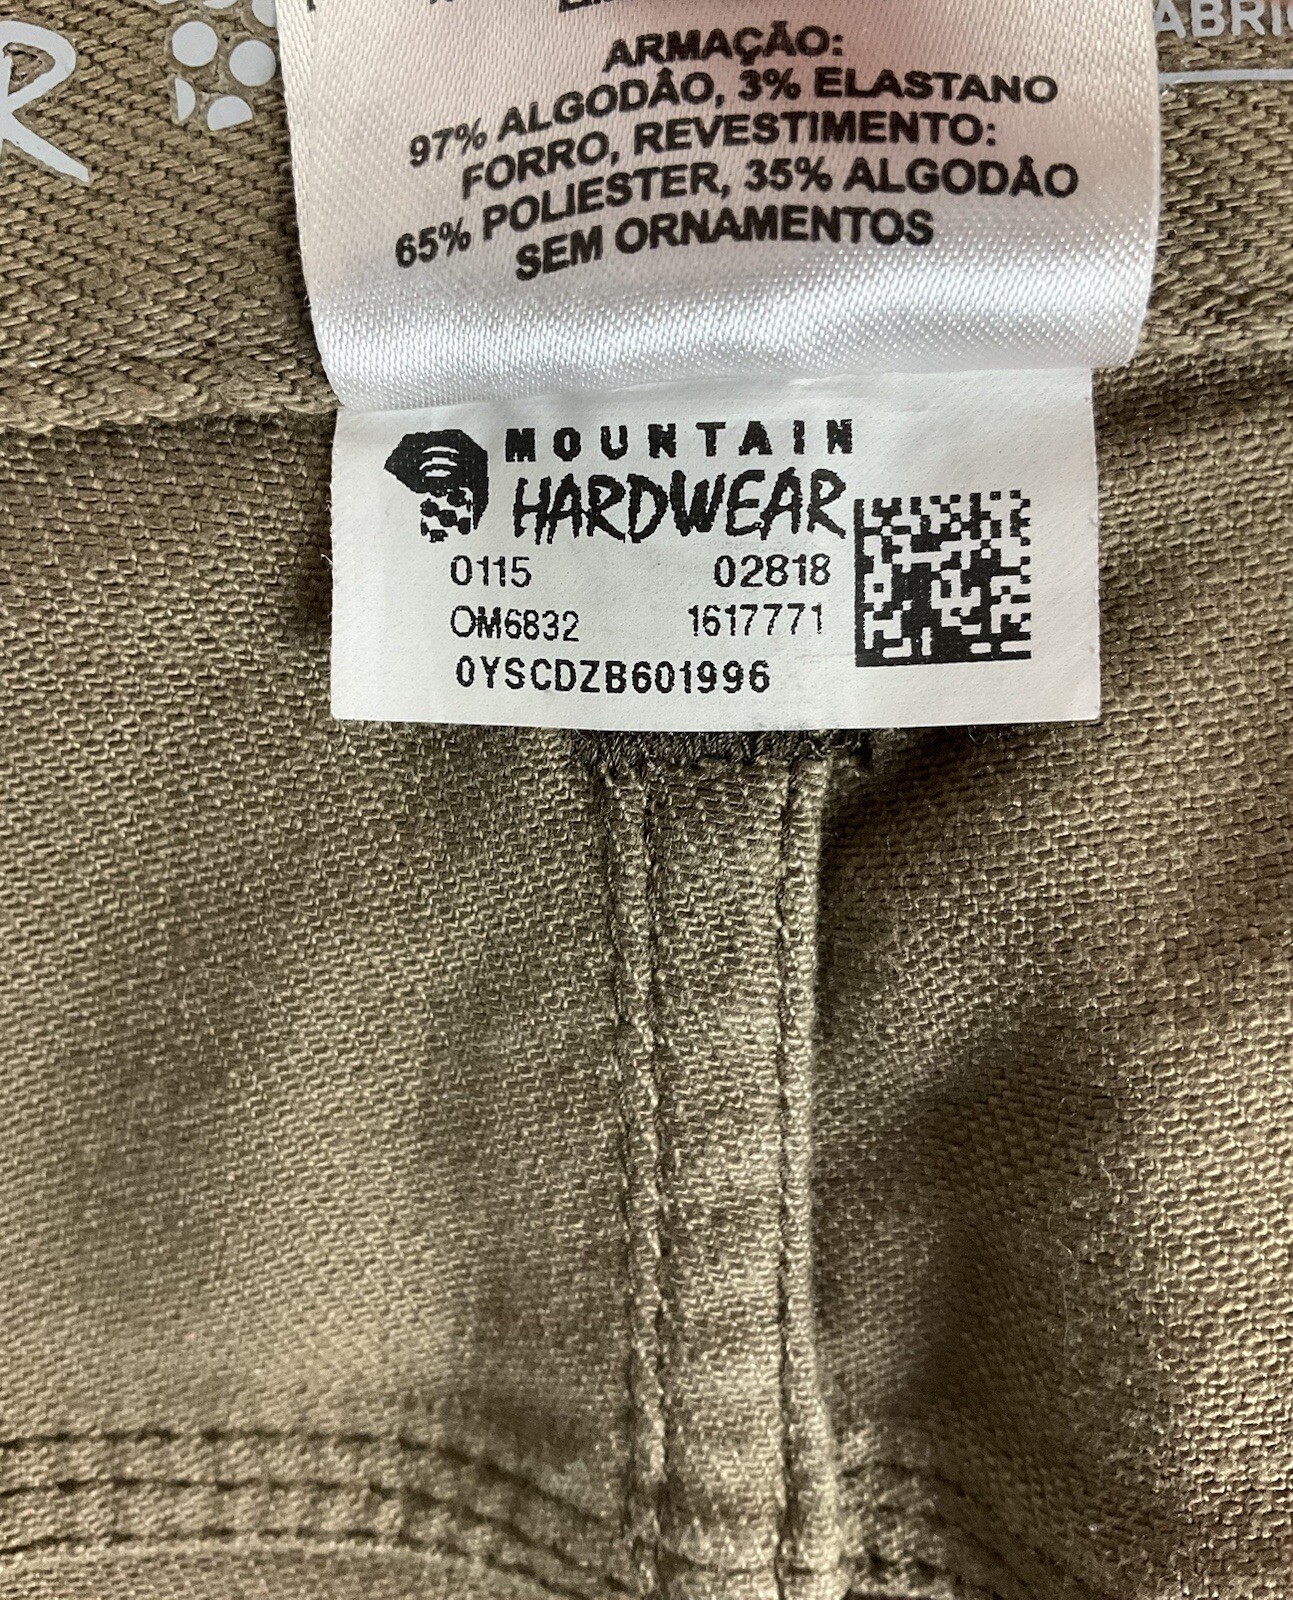 ARMAÇÃO:
97% ALGODÃO, 3% ELASTANO
FORRO, REVESTIMENTO:
65% POLIESTER, 35% ALGODÃO
SEM ORNAMENTOS
MOUNTAIN
HARDWEAR
0115 02818
OM6832 1617771
0YSCDZB601996